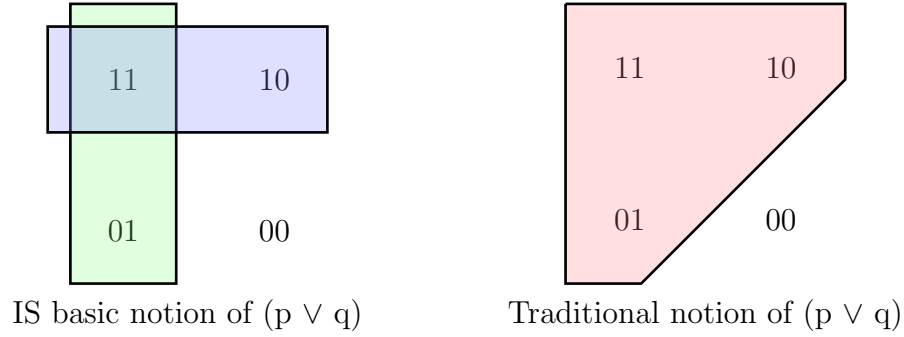 11 10
01 00
IS basic notion of (p ∨ q)
11 10
01 00
Traditional notion of (p ∨ q)